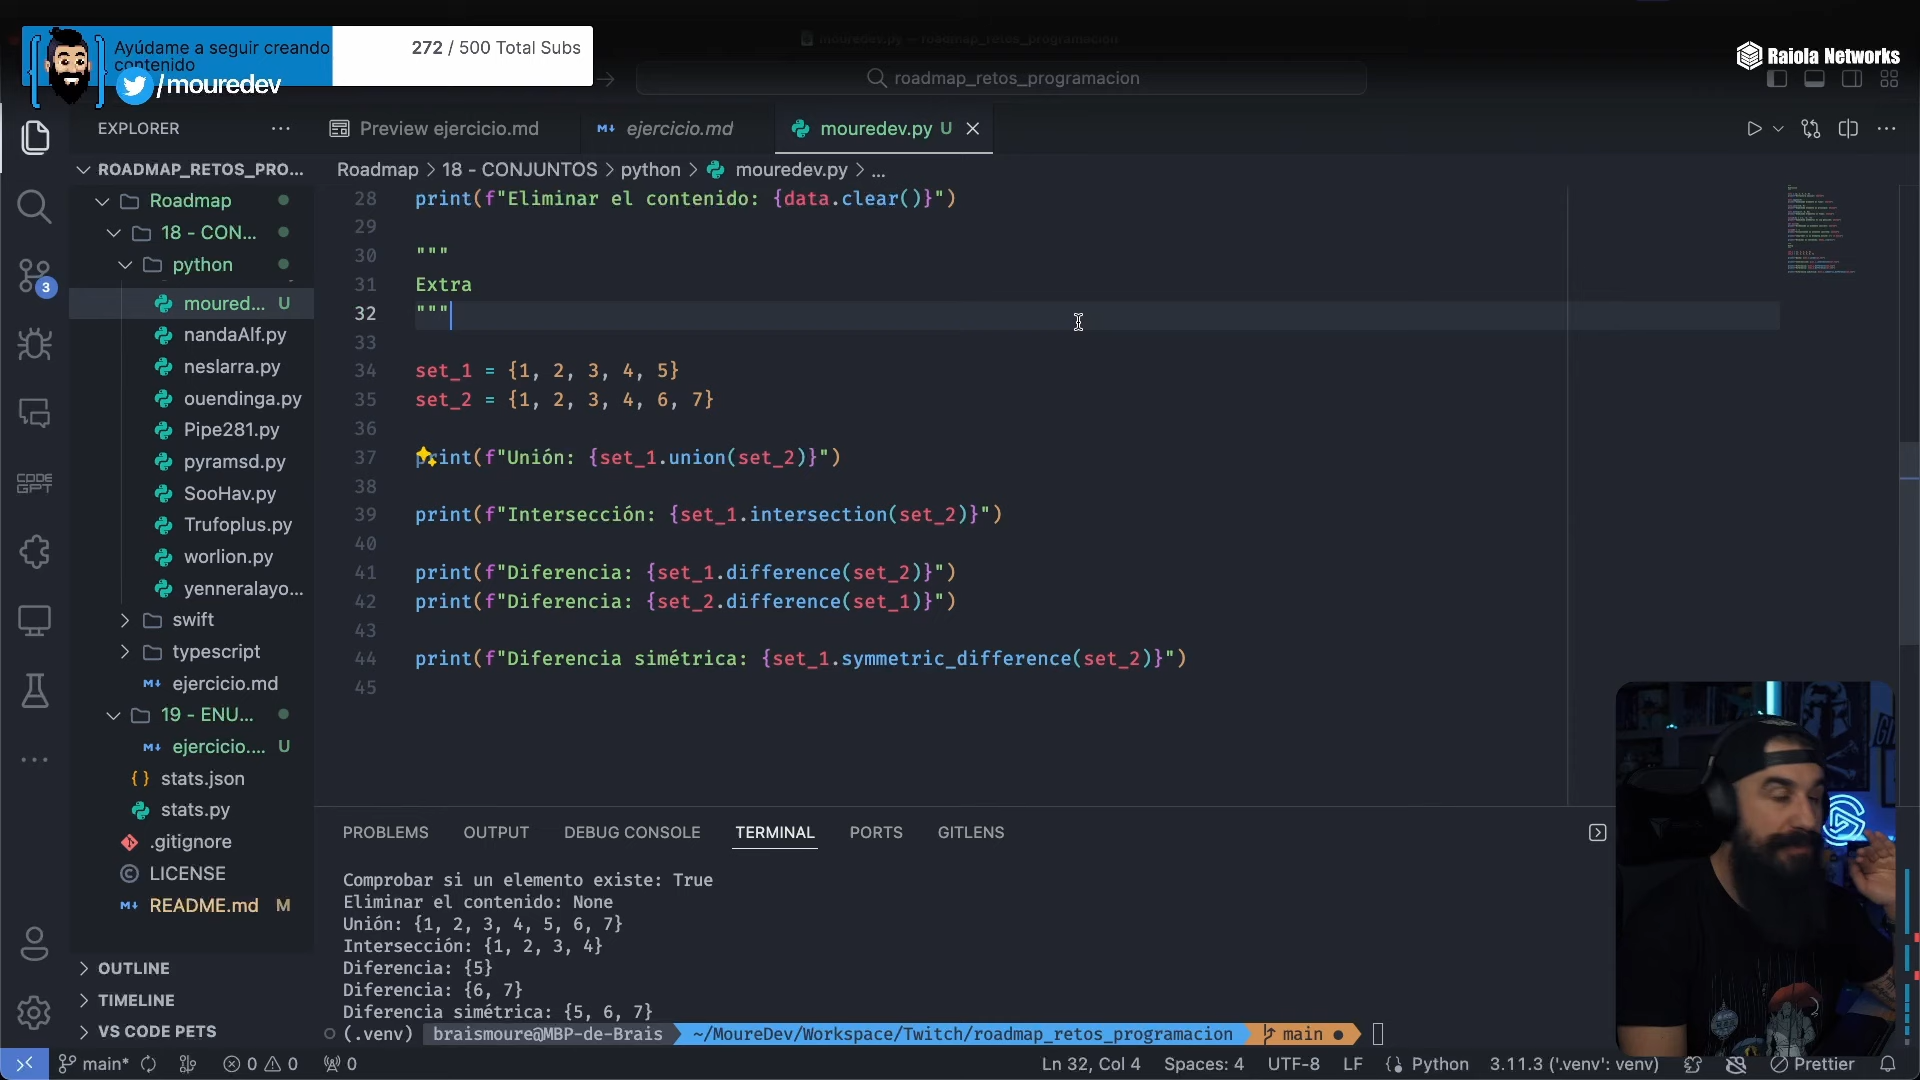 Ayúdame a seguir creando
contenido
272 / 500 Total Subs
/mouredev
mouredev.py — roadmap_retos_programacion
roadmap_retos_programacion
Raiola Networks
EXPLORER
Preview ejercicio.md
ejercicio.md
mouredev.py U
ROADMAP_RETOS_PRO...
Roadmap > 18 - CONJUNTOS > python > mouredev.py > ...
Roadmap
18 - CON...
python
moured... U
nandaAlf.py
neslarra.py
ouendinga.py
Pipe281.py
pyramsd.py
SooHav.py
Trufoplus.py
worlion.py
yenneralayo...
swift
typescript
ejercicio.md
19 - ENU...
ejercicio.... U
stats.json
stats.py
.gitignore
LICENSE
README.md M
OUTLINE
TIMELINE
VS CODE PETS
3
CODE
GPT
28 print(f"Eliminar el contenido: {data.clear()}")
29
30 """
31 Extra
32 """
33
34 set_1 = {1, 2, 3, 4, 5}
35 set_2 = {1, 2, 3, 4, 6, 7}
36
37 print(f"Unión: {set_1.union(set_2)}")
38
39 print(f"Intersección: {set_1.intersection(set_2)}")
40
41 print(f"Diferencia: {set_1.difference(set_2)}")
42 print(f"Diferencia: {set_2.difference(set_1)}")
43
44 print(f"Diferencia simétrica: {set_1.symmetric_difference(set_2)}")
45
PROBLEMS OUTPUT DEBUG CONSOLE TERMINAL PORTS GITLENS
Comprobar si un elemento existe: True
Eliminar el contenido: None
Unión: {1, 2, 3, 4, 5, 6, 7}
Intersección: {1, 2, 3, 4}
Diferencia: {5}
Diferencia: {6, 7}
Diferencia simétrica: {5, 6, 7}
(.venv) braismoure@MBP-de-Brais ~/MoureDev/Workspace/Twitch/roadmap_retos_programacion main
main* 0 0 0 Ln 32, Col 4 Spaces: 4 UTF-8 LF Python 3.11.3 ('.venv': venv) Prettier